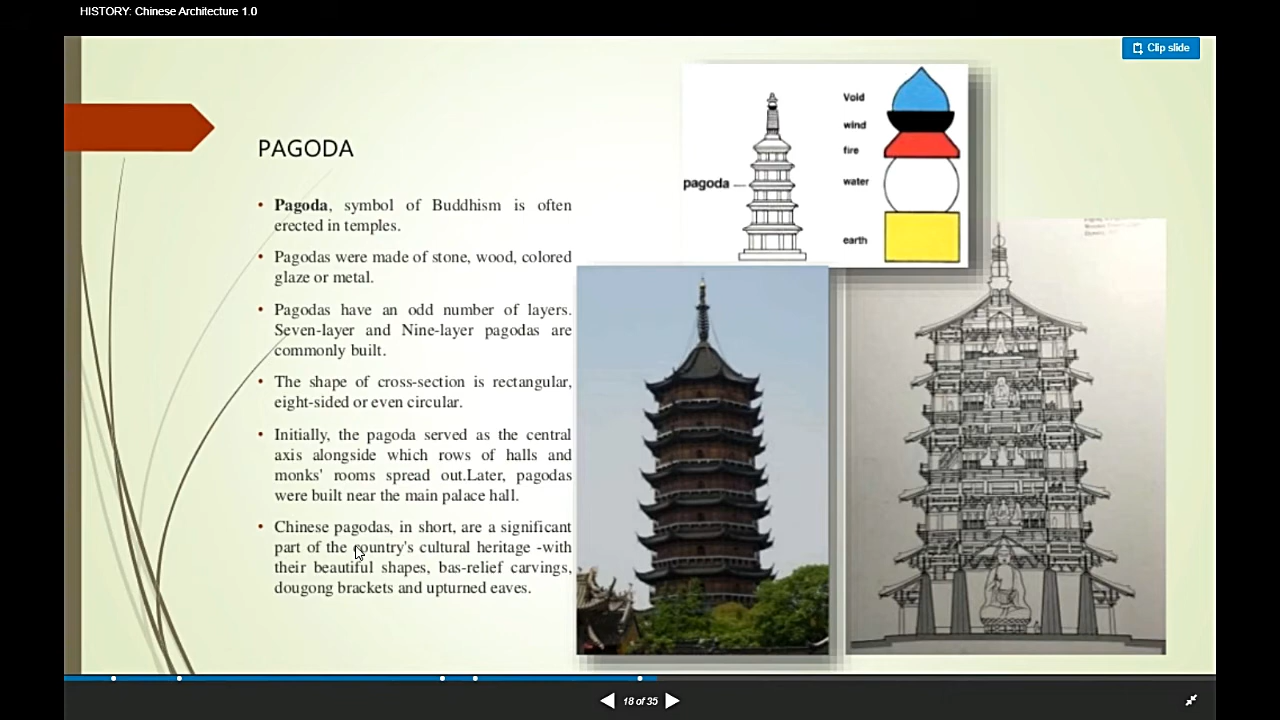 HISTORY: Chinese Architecture 1.0
Clip slide
PAGODA
• Pagoda, symbol of Buddhism is often
erected in temples.
• Pagodas were made of stone, wood, colored
glaze or metal.
• Pagodas have an odd number of layers.
Seven-layer and Nine-layer pagodas are
commonly built.
• The shape of cross-section is rectangular,
eight-sided or even circular.
• Initially, the pagoda served as the central
axis alongside which rows of halls and
monks' rooms spread out.Later, pagodas
were built near the main palace hall.
• Chinese pagodas, in short, are a significant
part of the country's cultural heritage -with
their beautiful shapes, bas-relief carvings,
dougong brackets and upturned eaves.
pagoda
Void
wind
fire
water
earth
18 of 35